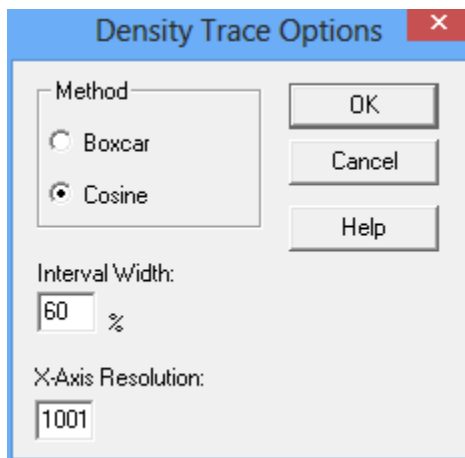 Density Trace Options
Method
Boxcar
Cosine
OK
Cancel
Help
Interval Width:
60 %
X-Axis Resolution:
1001